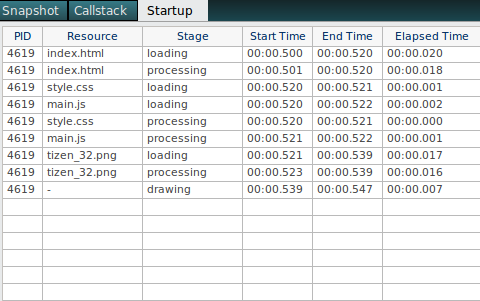 Snapshot Callstack Startup
PID Resource Stage Start Time End Time Elapsed Time
4619 index.html loading 00:00.500 00:00.520 00:00.020
4619 index.html processing 00:00.501 00:00.520 00:00.018
4619 style.css loading 00:00.520 00:00.521 00:00.001
4619 main.js loading 00:00.520 00:00.522 00:00.002
4619 style.css processing 00:00.520 00:00.521 00:00.000
4619 main.js processing 00:00.521 00:00.522 00:00.001
4619 tizen_32.png loading 00:00.521 00:00.539 00:00.017
4619 tizen_32.png processing 00:00.523 00:00.539 00:00.016
4619 - drawing 00:00.539 00:00.547 00:00.007